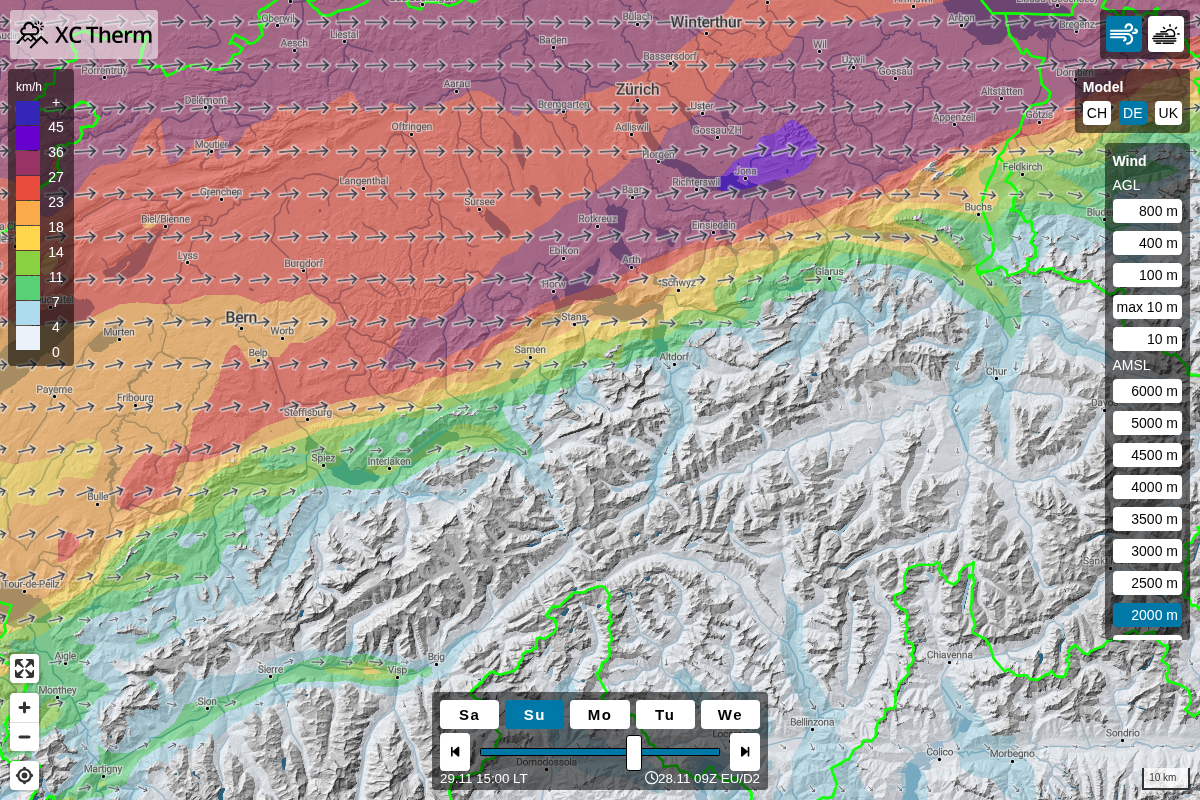 XC Therm
km/h
+
45
36
27
23
18
14
11
7
4
0
Model
CH DE UK
Wind
AGL
800 m
400 m
100 m
max 10 m
10 m
AMSL
6000 m
5000 m
4500 m
4000 m
3500 m
3000 m
2500 m
2000 m
Oberwil
Bülach
Winterthur
Arbon
Bregenz
Liestal
Aesch
Baden
Wil
Bassersdorf
Uzwil
Gossau
Porrentruy
Aarau
Zürich
Altstätten
Delémont
Bremgarten
Uster
Götzis
Appenzell
Oftringen
Adliswil
Gossau ZH
Moutier
Horgen
Feldkirch
Jona
Langenthal
Richterswil
Grenchen
Baar
Sursee
Buchs
Biel/Bienne
Rotkreuz
Einsiedeln
Lyss
Ebikon
Burgdorf
Arth
Glarus
Horw
Schwyz
Bern
Stans
Murten
Worb
Belp
Sarnen
Altdorf
Chur
Payerne
Fribourg
Steffisburg
Spiez
Interlaken
Bulle
Tour-de-Peilz
Aigle
Sierre
Visp
Brig
Chiavenna
Monthey
Sion
Bellinzona
Sondrio
Martigny
Domodossola
Colico
Morbegno
Sa Su Mo Tu We
29.11 15:00 LT 28.11 09Z EU/D2
10 km